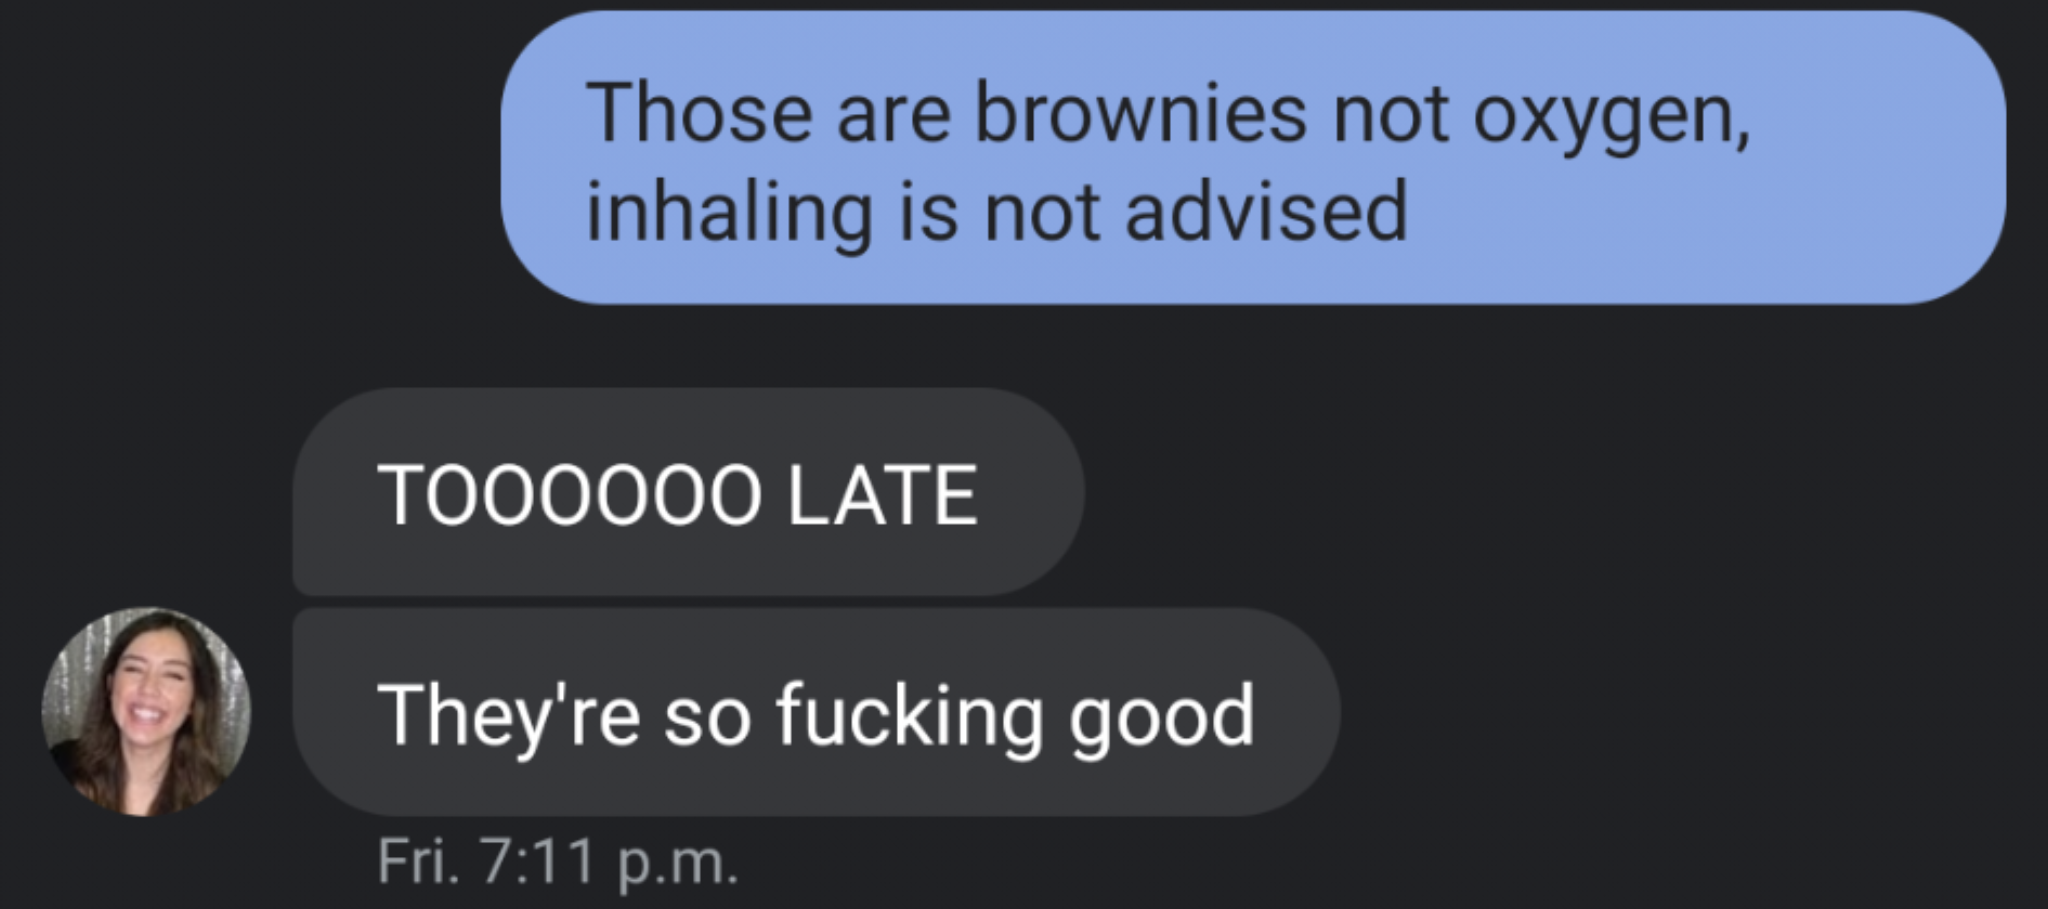 Those are brownies not oxygen,
inhaling is not advised
TOOOOOO LATE
They're so fucking good
Fri. 7:11 p.m.